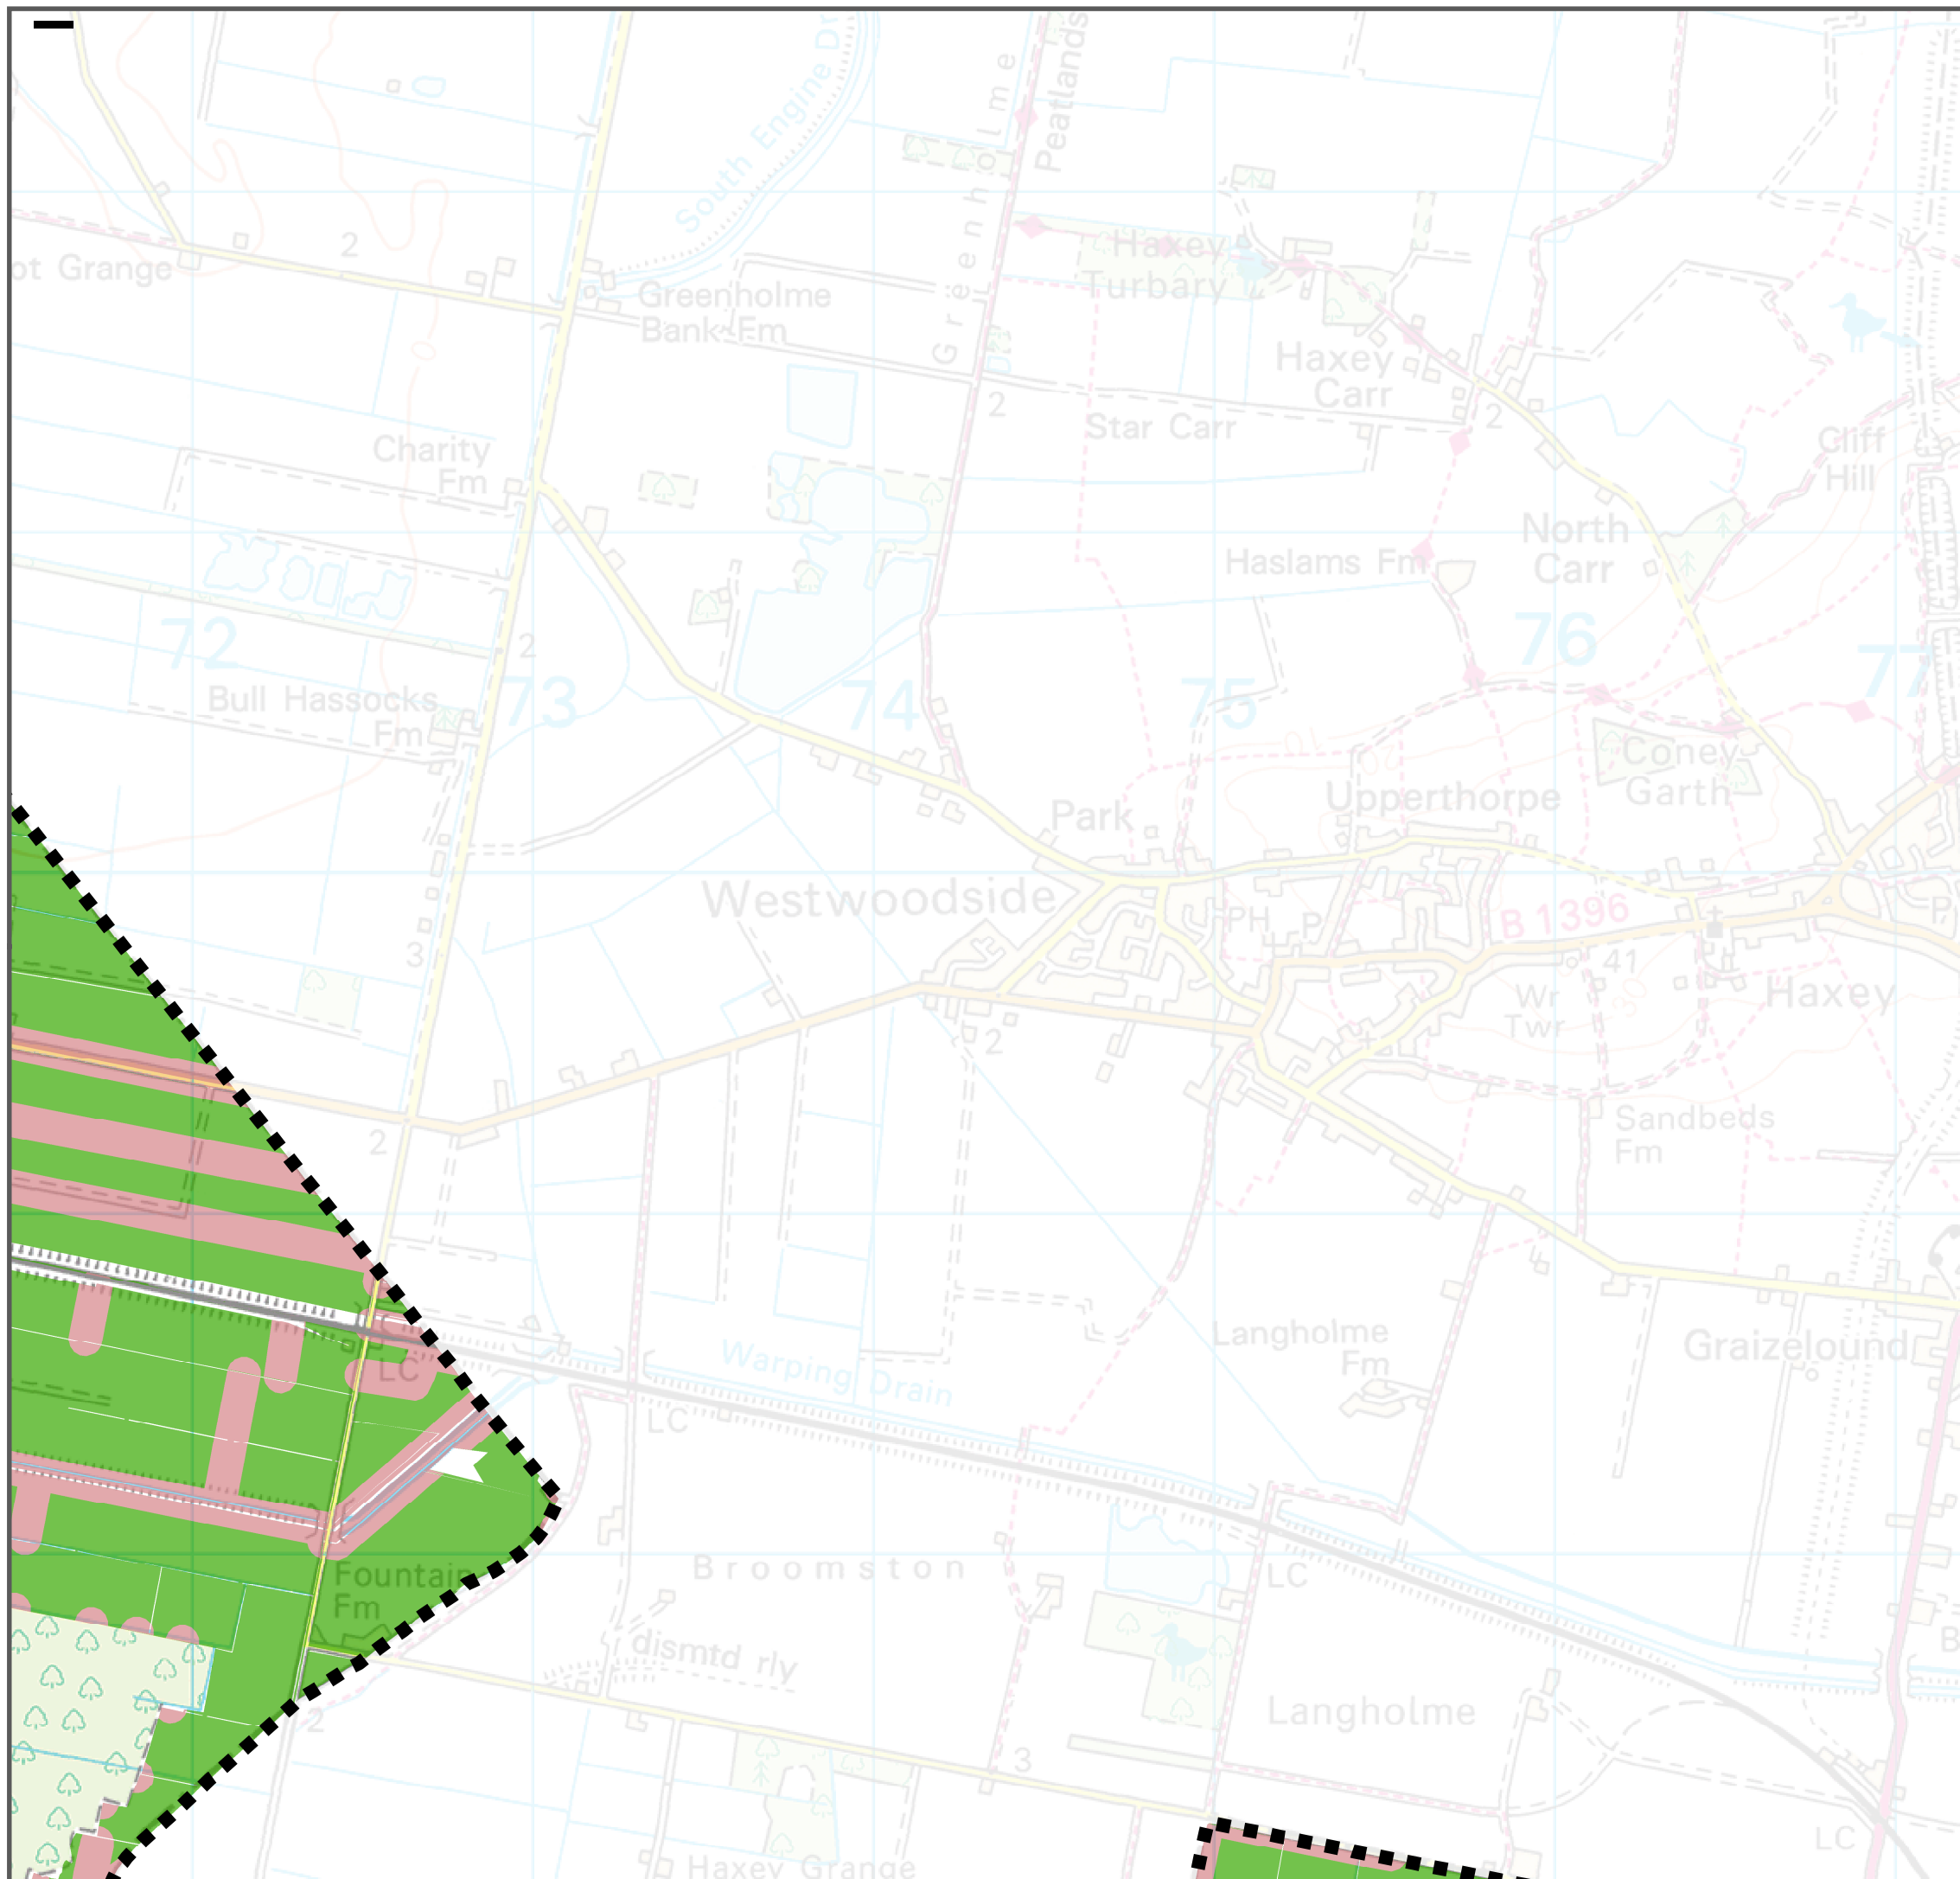 South Engine Dr
Greenholme
Peatlands
2
ot Grange
Greenholme
Bank Fm
Haxey
Turbary
Haxey
Carr
2
2
Star Carr
Charity
Fm
Cliff
Hill
North
Carr
Haslams Fm
72
2
73
74
75
76
77
Bull Hassocks
Fm
Coney
Garth
Upperthorpe
Park
Westwoodside
PH
P
B 1396
P
3
41
Wr
Twr
Haxey
2
2
Sandbeds
Fm
Langholme
Fm
Graizelound
Warping Drain
LC
LC
Broomston
LC
Fountain
Fm
dismtd rly
2
Langholme
3
LC
Haxey Grange